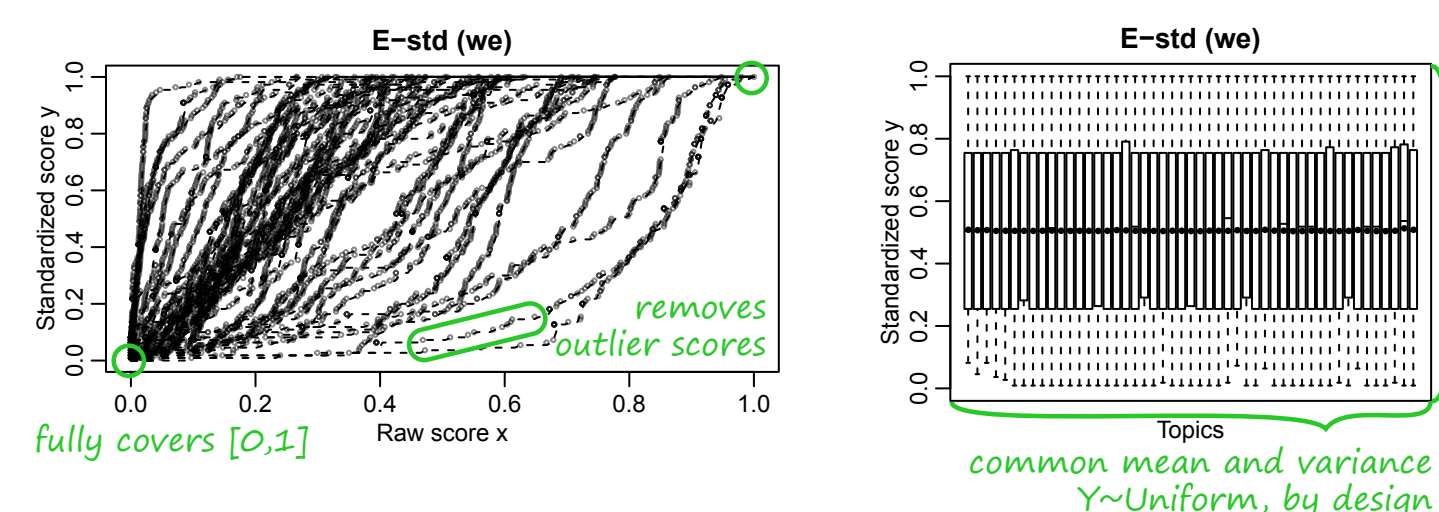 E−std (we)
Standardized score y
0.0 0.2 0.4 0.6 0.8 1.0
removes
outlier scores
0.0 0.2 0.4 0.6 0.8 1.0
Raw score x
fully covers [0,1]
E−std (we)
Standardized score y
0.0 0.2 0.4 0.6 0.8 1.0
Topics
common mean and variance
Y~Uniform, by design